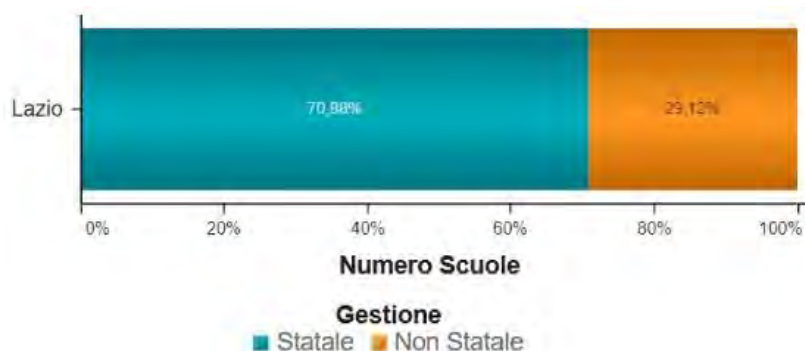 Lazio
70,88%
29,12%
0%
20%
40%
60%
80%
100%
Numero Scuole
Gestione
Statale
Non Statale